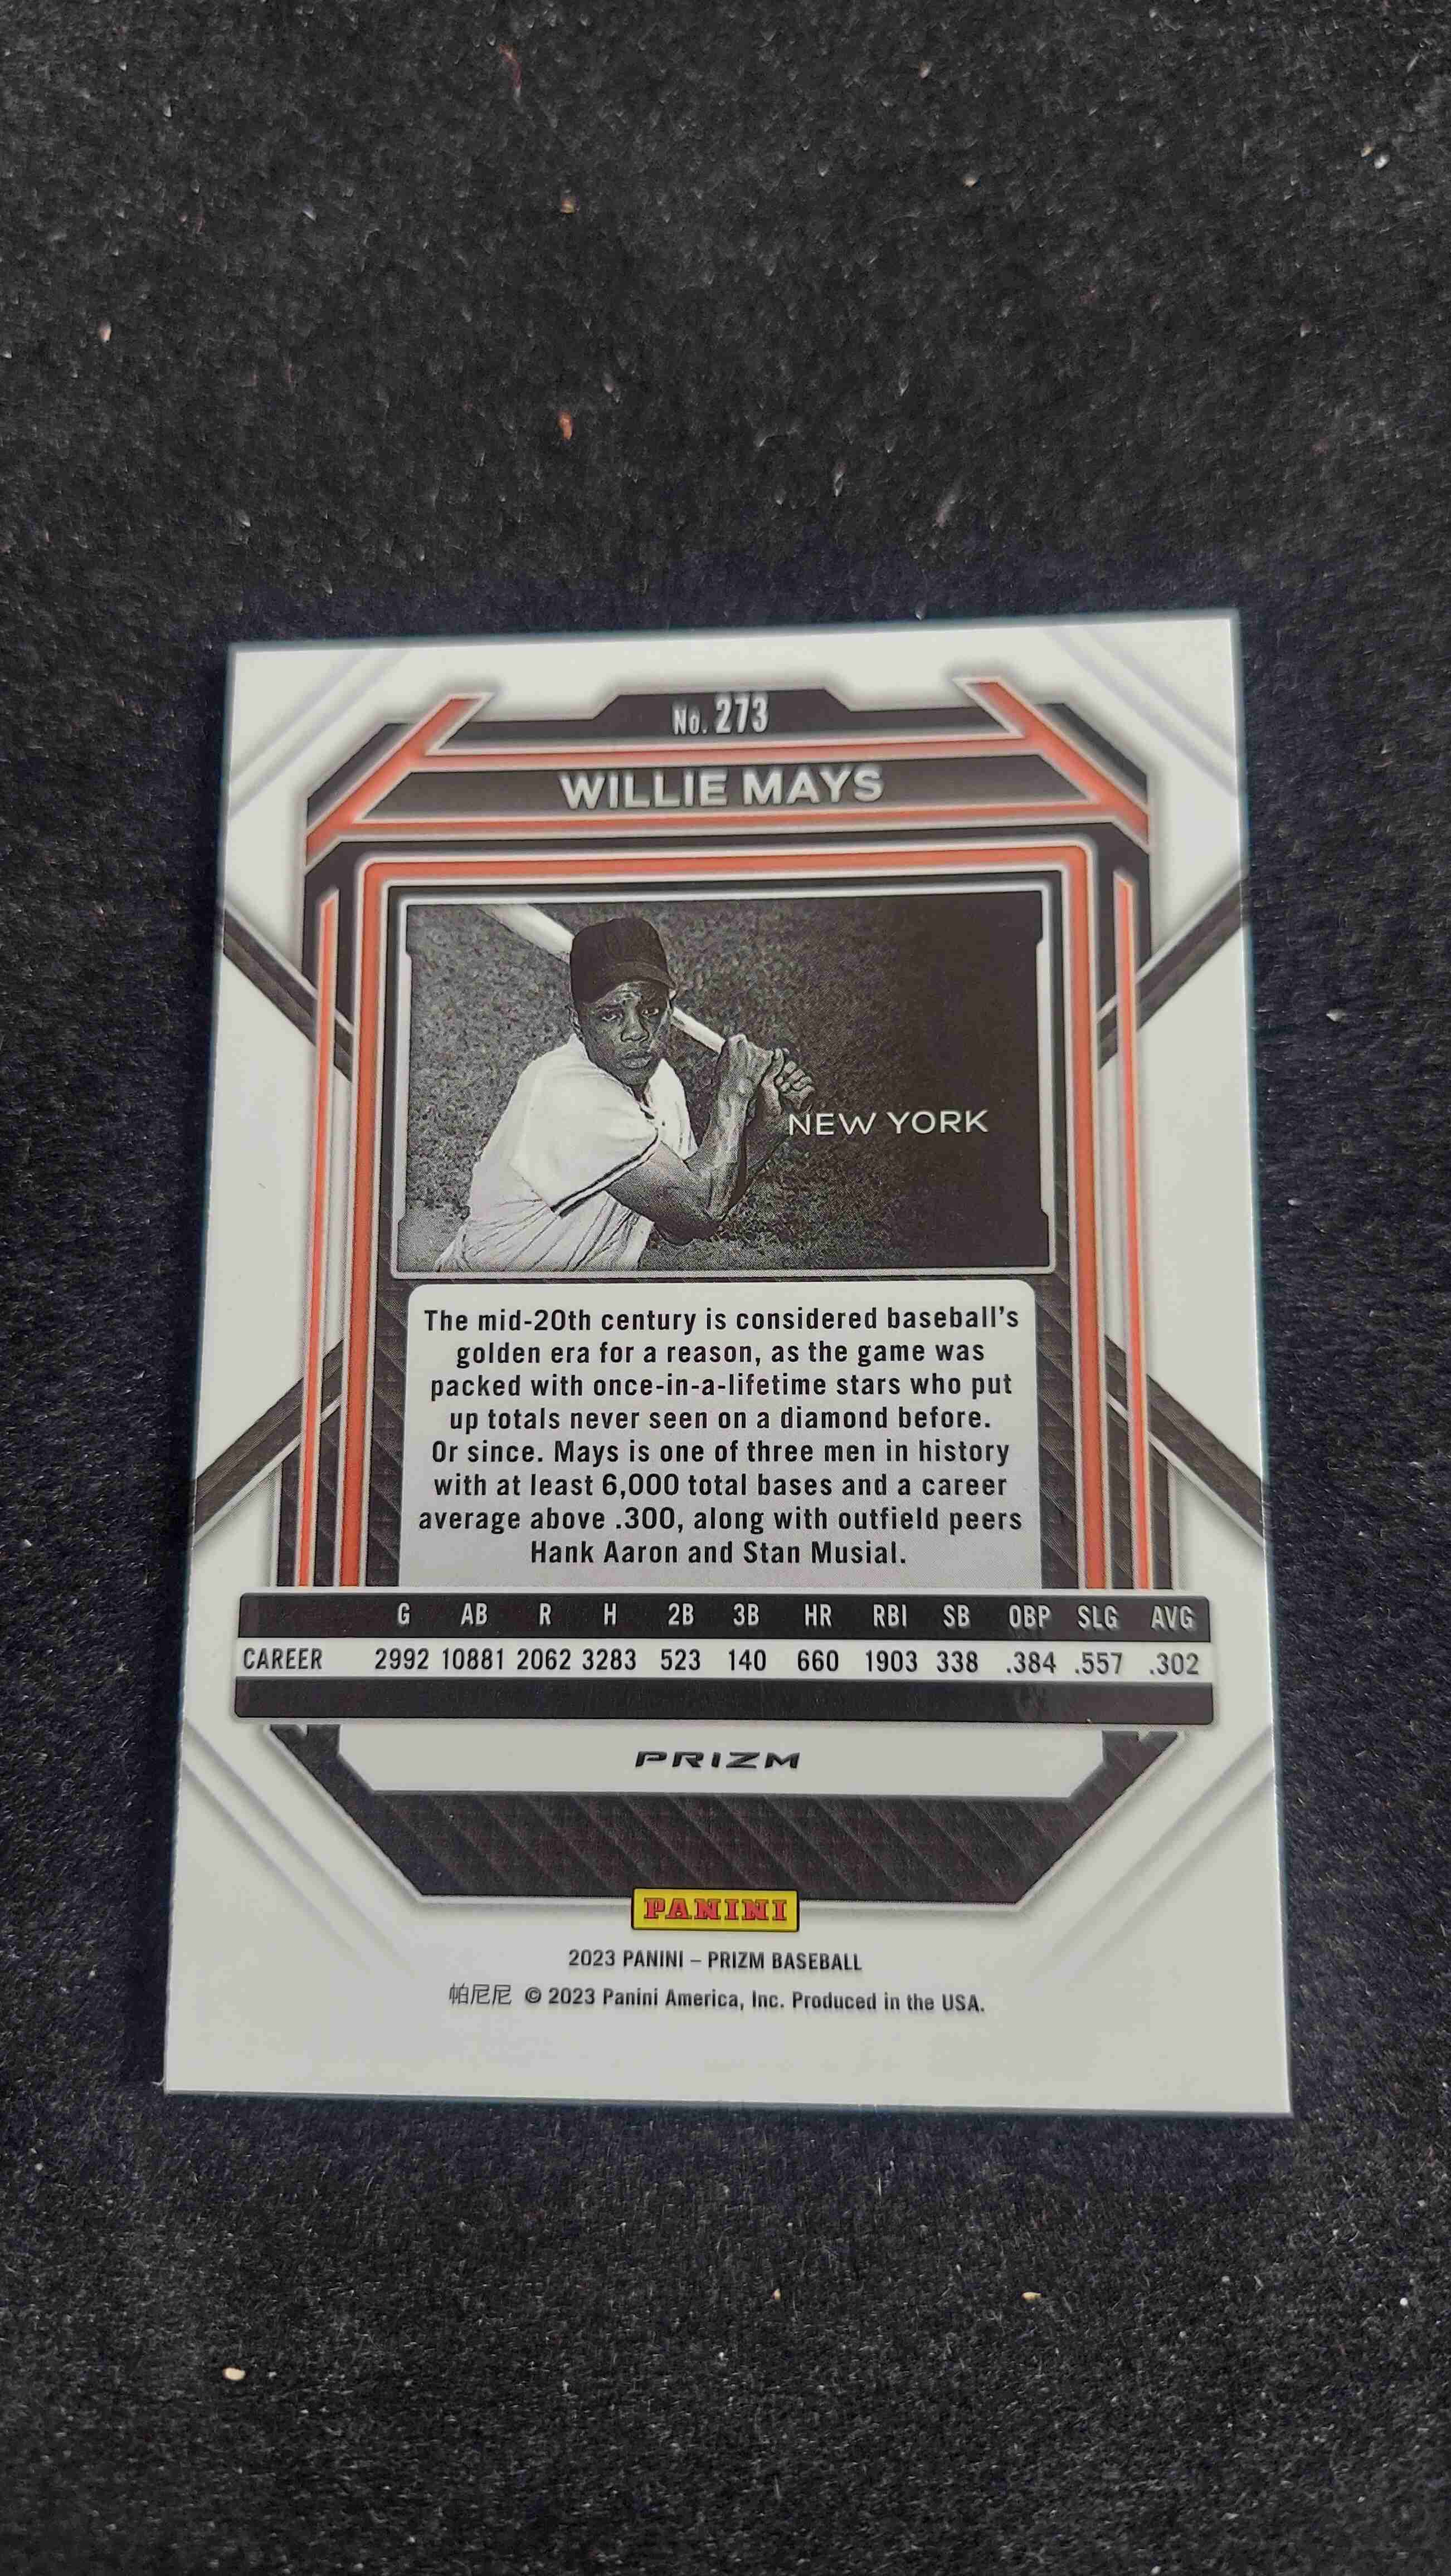 No. 273
WILLIE MAYS
NEW YORK
The mid-20th century is considered baseball's
golden era for a reason, as the game was
packed with once-in-a-lifetime stars who put
up totals never seen on a diamond before.
Or since. Mays is one of three men in history
with at least 6,000 total bases and a career
average above .300, along with outfield peers
Hank Aaron and Stan Musial.
G AB R H 2B 3B HR RBI SB OBP SLG AVG
CAREER 2992 10881 2062 3283 523 140 660 1903 338 .384 .557 .302
PRIZM
PANINI
2023 PANINI – PRIZM BASEBALL
帕尼尼 © 2023 Panini America, Inc. Produced in the USA.